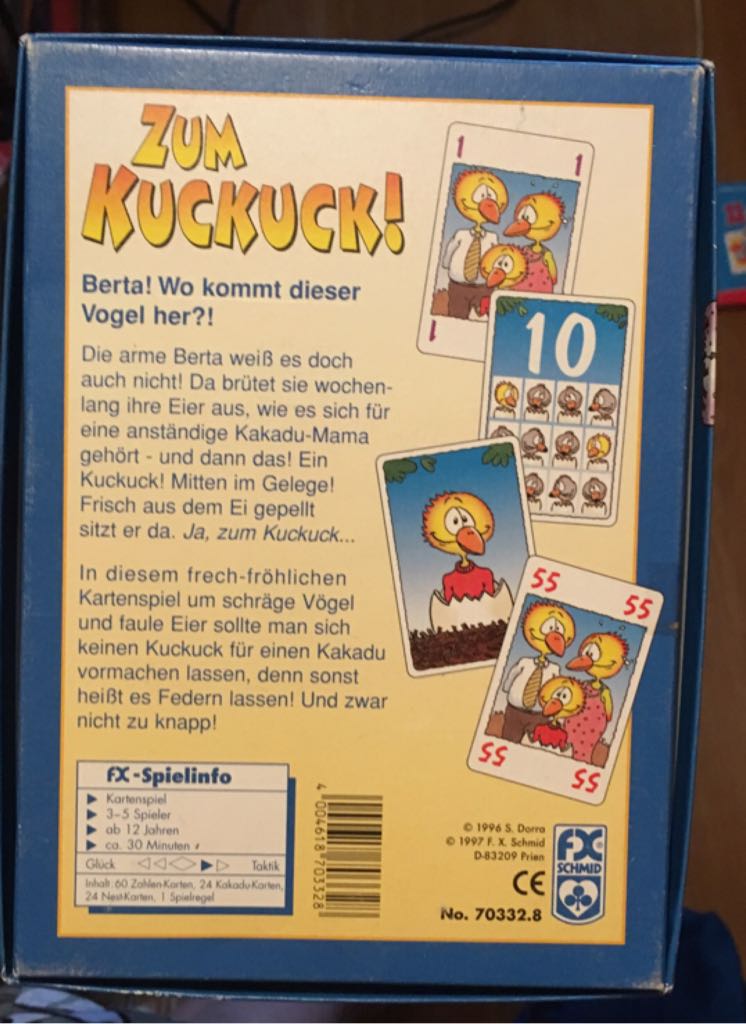 ZUM
KUCKUCK!
Berta! Wo kommt dieser
Vogel her?!
Die arme Berta weiß es doch
auch nicht! Da brütet sie wochen-
lang ihre Eier aus, wie es sich für
eine anständige Kakadu-Mama
gehört - und dann das! Ein
Kuckuck! Mitten im Gelege!
Frisch aus dem Ei gepellt
sitzt er da. Ja, zum Kuckuck...
In diesem frech-fröhlichen
Kartenspiel um schräge Vögel
und faule Eier sollte man sich
keinen Kuckuck für einen Kakadu
vormachen lassen, denn sonst
heißt es Federn lassen! Und zwar
nicht zu knapp!
1
1
1
10
55
55
55
55
fX-Spielinfo
Kartenspiel
3-5 Spieler
ab 12 Jahren
ca. 30 Minuten
Glück Taktik
Inhalt: 60 Zahlen-Karten, 24 Kakadu-Karten,
24 Nest-Karten, 1 Spielregel
4 004618 703328
© 1996 S. Dorra
© 1997 F. X. Schmid
D-83209 Prien
CE
No. 70332.8
FX
SCHMID